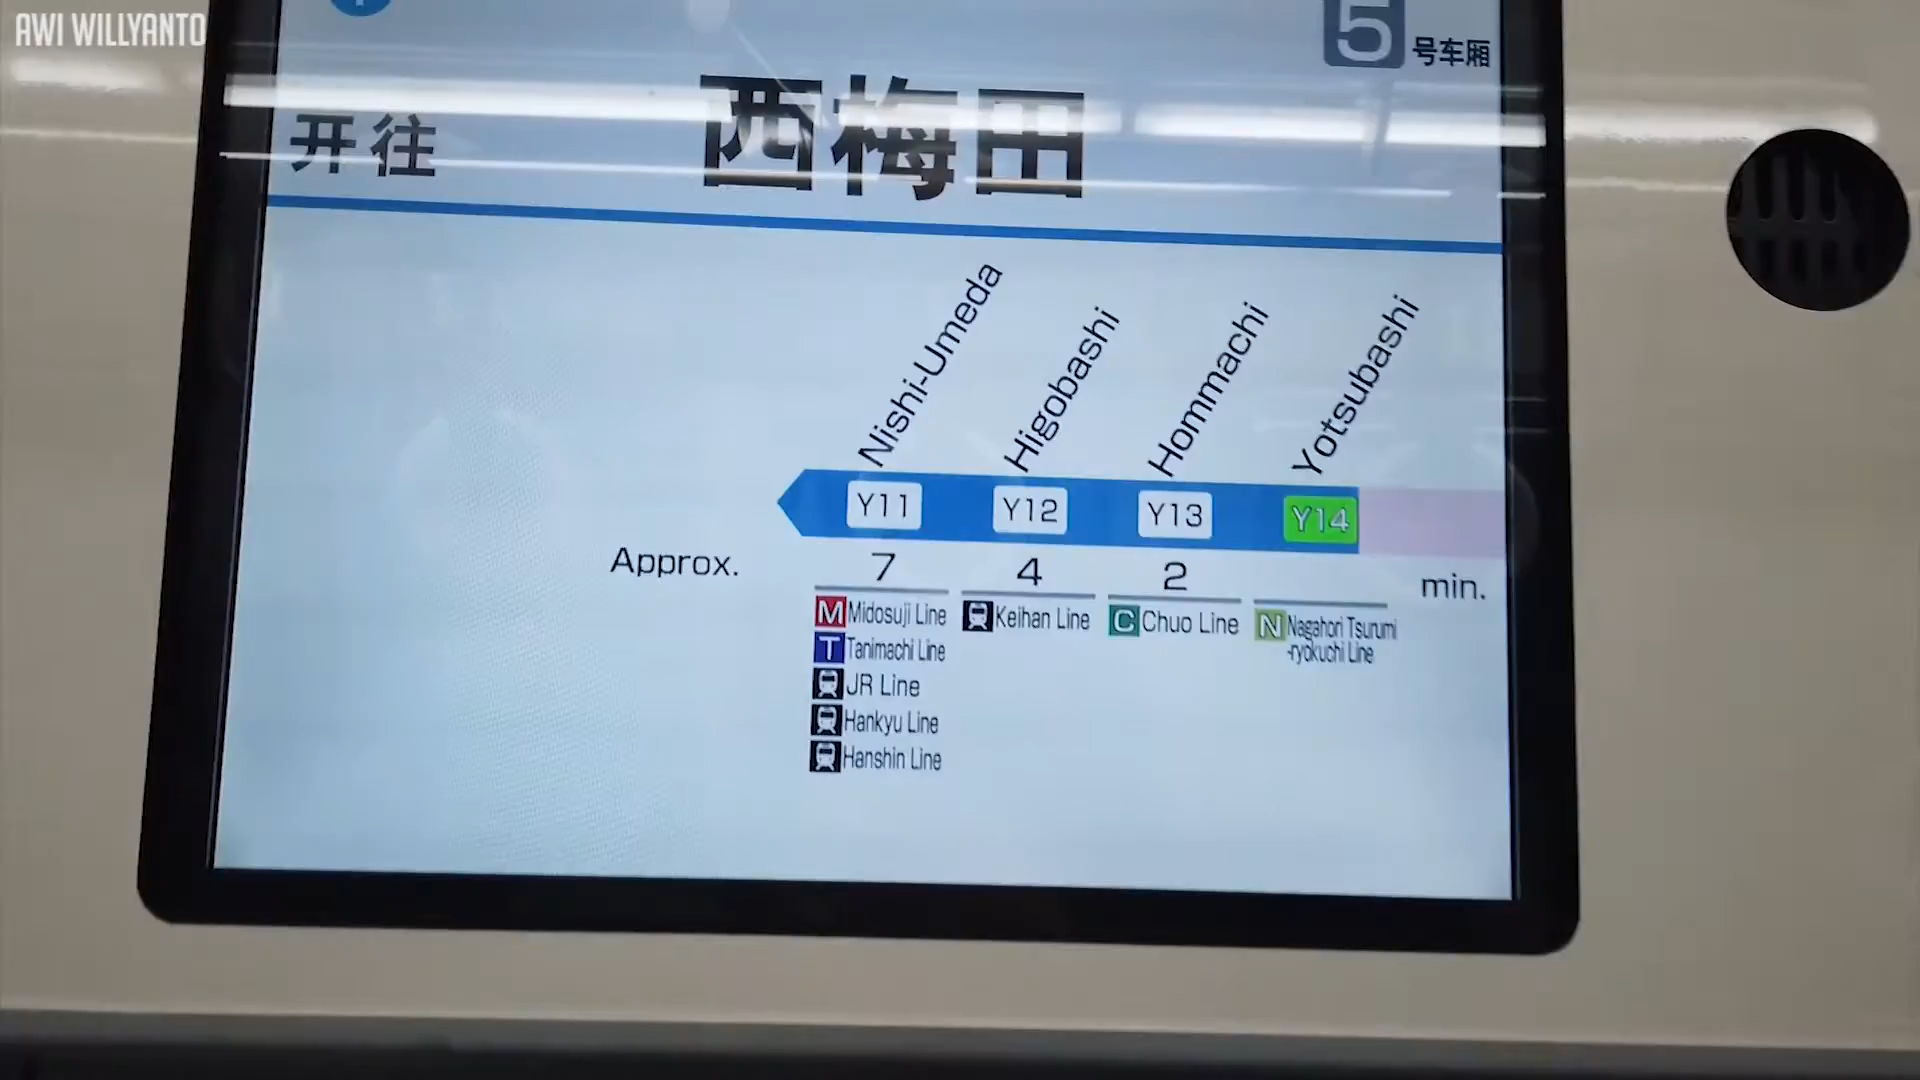 AWI WILLYANTO
5号车厢
开往 西梅田
Nishi-Umeda
Higobashi
Hommachi
Yotsubashi
Y11 Y12 Y13 Y14
Approx. 7 4 2 min.
M Midosuji Line
T Tanimachi Line
JR Line
Hankyu Line
Hanshin Line
Keihan Line
C Chuo Line
N Nagahori Tsurumi
-ryokuchi Line